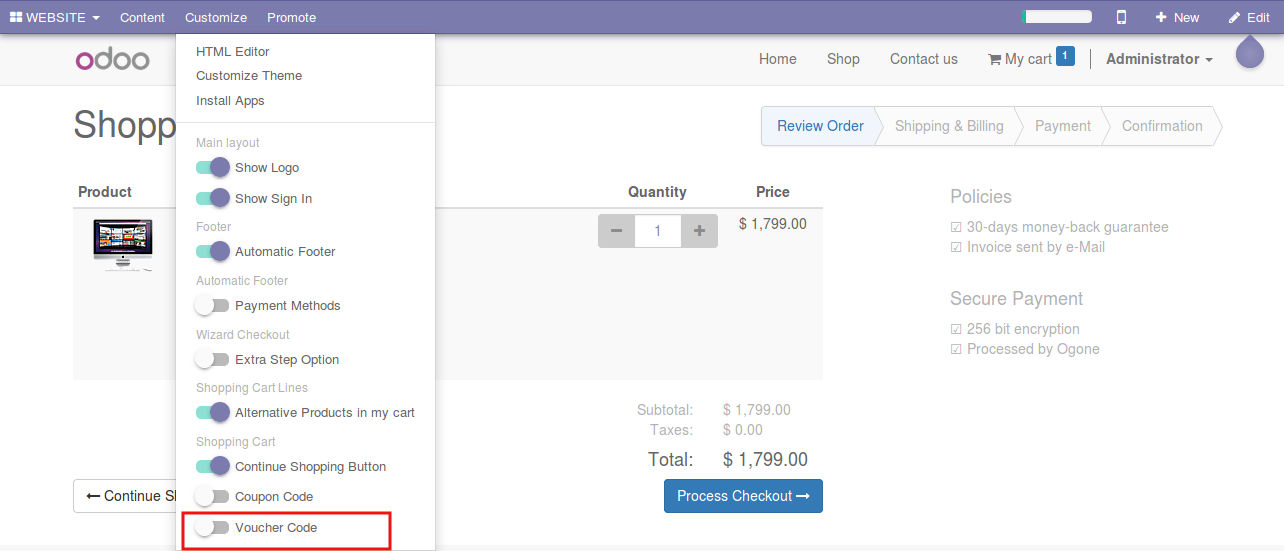 WEBSITE Content Customize Promote New Edit
odoo
Home Shop Contact us My cart 1 Administrator
HTML Editor
Customize Theme
Install Apps
Shopp
Review Order Shipping & Billing Payment Confirmation
Main layout
Show Logo
Show Sign In
Footer
Automatic Footer
Automatic Footer
Payment Methods
Wizard Checkout
Extra Step Option
Shopping Cart Lines
Alternative Products in my cart
Shopping Cart
Continue Shopping Button
Coupon Code
Voucher Code
Product Quantity Price
1 $ 1,799.00
Subtotal: $ 1,799.00
Taxes: $ 0.00
Total: $ 1,799.00
← Continue S
Process Checkout →
Policies
☑ 30-days money-back guarantee
☑ Invoice sent by e-Mail
Secure Payment
☑ 256 bit encryption
☑ Processed by Ogone